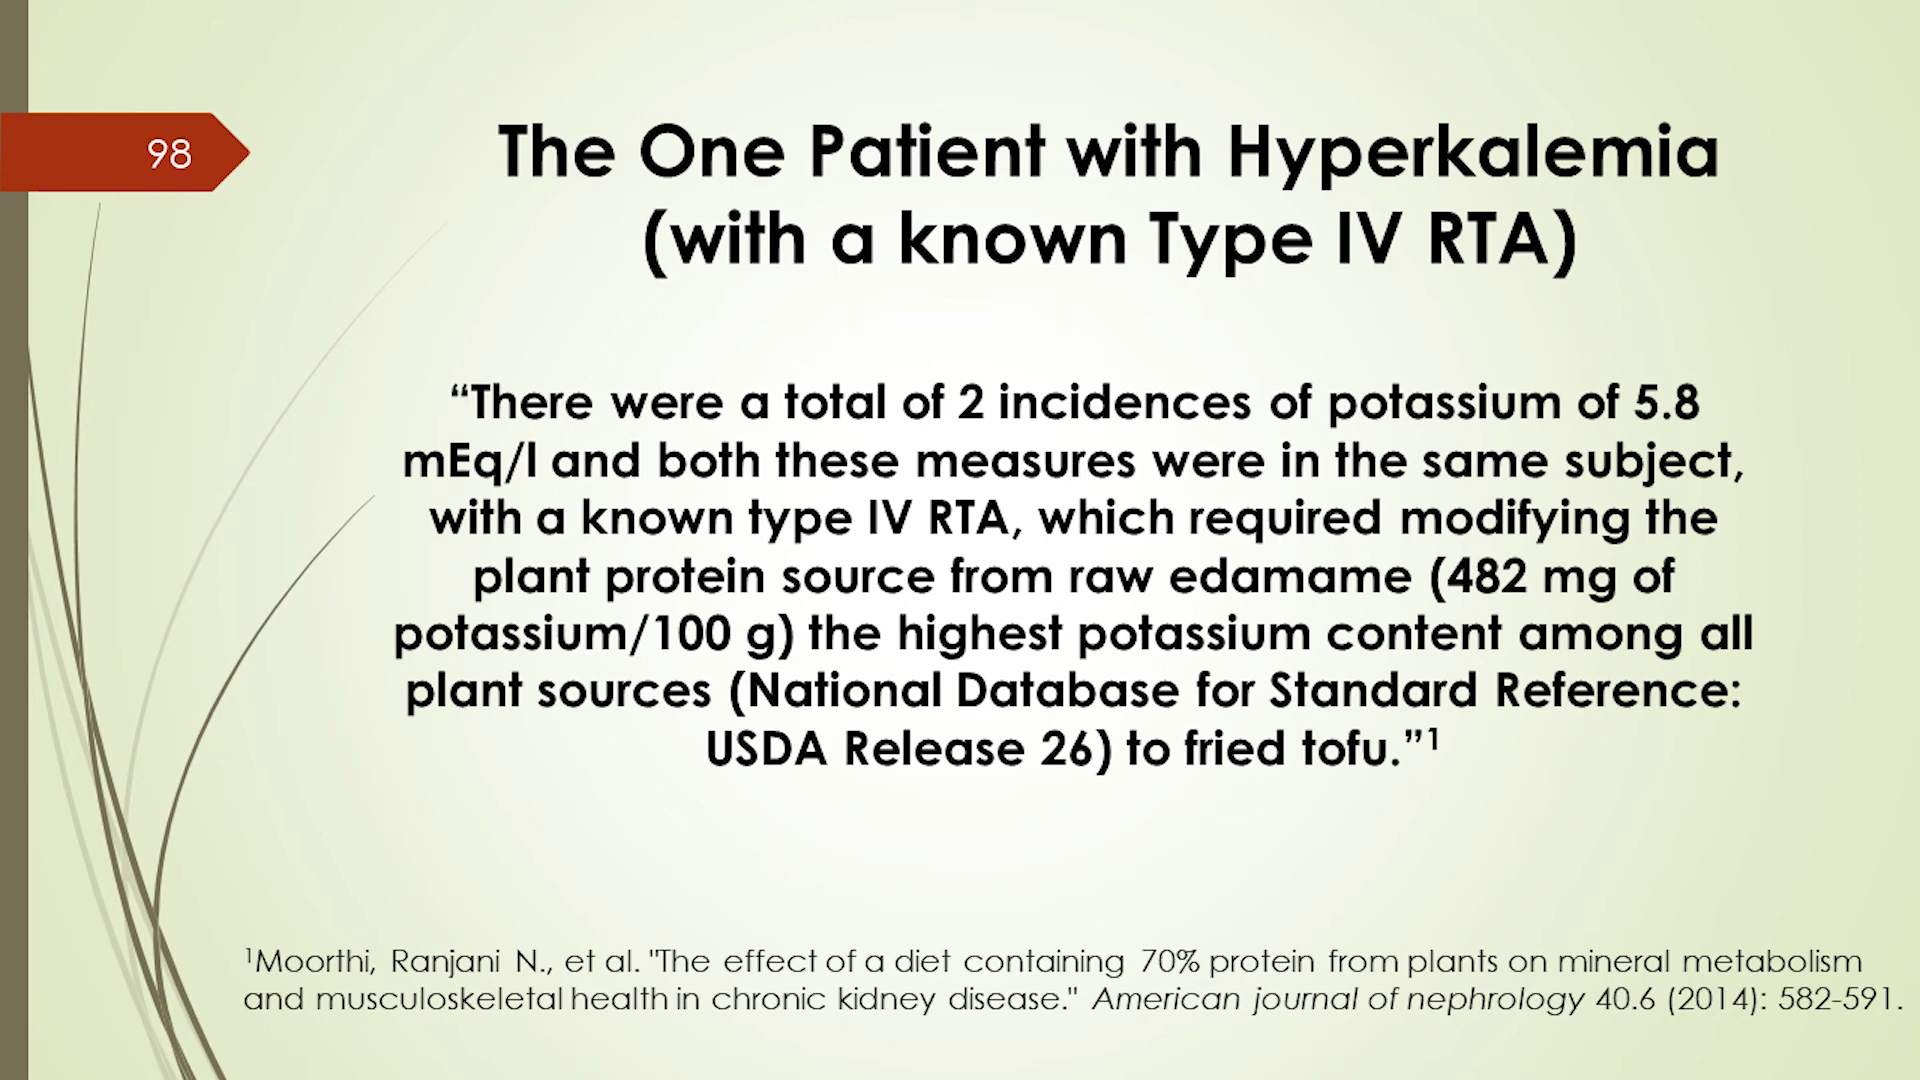 98
The One Patient with Hyperkalemia
(with a known Type IV RTA)
“There were a total of 2 incidences of potassium of 5.8
mEq/l and both these measures were in the same subject,
with a known type IV RTA, which required modifying the
plant protein source from raw edamame (482 mg of
potassium/100 g) the highest potassium content among all
plant sources (National Database for Standard Reference:
USDA Release 26) to fried tofu.”¹
¹Moorthi, Ranjani N., et al. "The effect of a diet containing 70% protein from plants on mineral metabolism
and musculoskeletal health in chronic kidney disease." American journal of nephrology 40.6 (2014): 582-591.